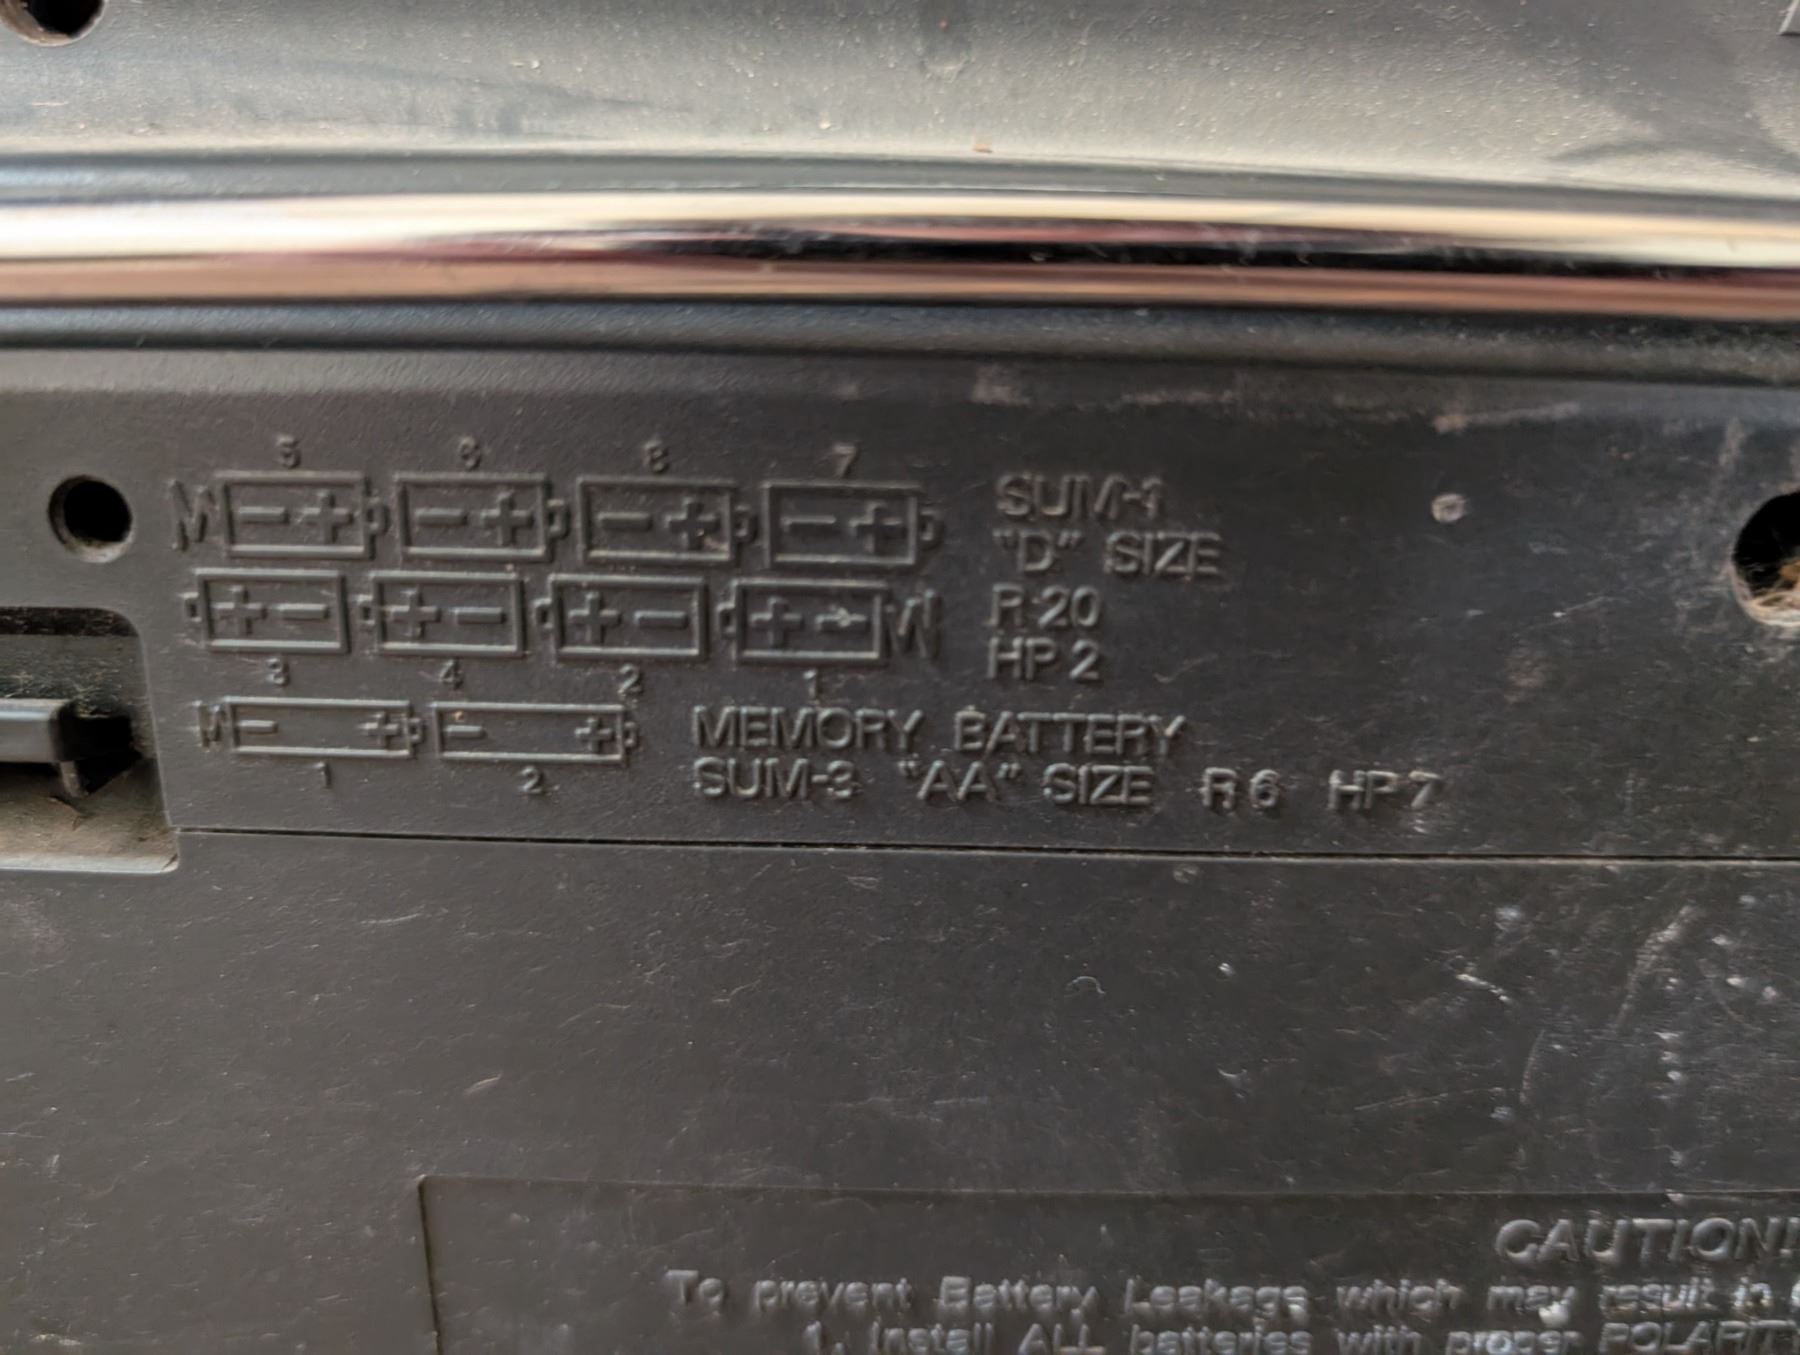 5 6 8 7
SUM-1
"D" SIZE
R20
HP2
3 4 2 1
MEMORY BATTERY
SUM-3 "AA" SIZE R6 HP7
1 2
CAUTION!
To prevent Battery Leakage which may result in
1. Install ALL batteries with proper POLARITY